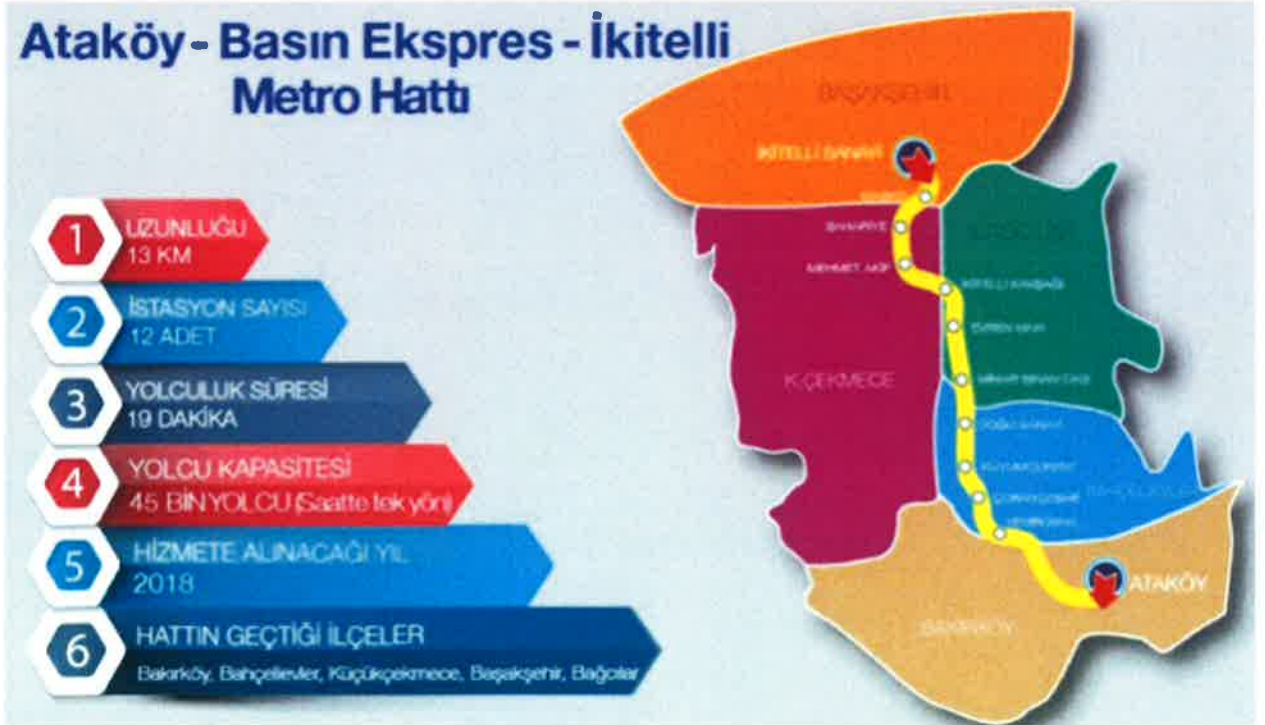 Ataköy - Basın Ekspres - İkitelli
Metro Hattı
1
UZUNLUĞU
13 KM
2
İSTASYON SAYISI
12 ADET
3
YOLCULUK SÜRESİ
19 DAKİKA
4
YOLCU KAPASİTESİ
45 BİN YOLCU (Saatte tek yön)
5
HİZMETE ALINACAĞI YIL
2018
6
HATTIN GEÇTİĞİ İLÇELER
Bakırköy, Bahçelievler, Küçükçekmece, Başakşehir, Bağcılar
BAŞAKŞEHİR
İKİTELLİ SANAYİ
BAHARİYE
MEHMET AKİF
K.ÇEKMECE
ATAKÖY
BAKIRKÖY